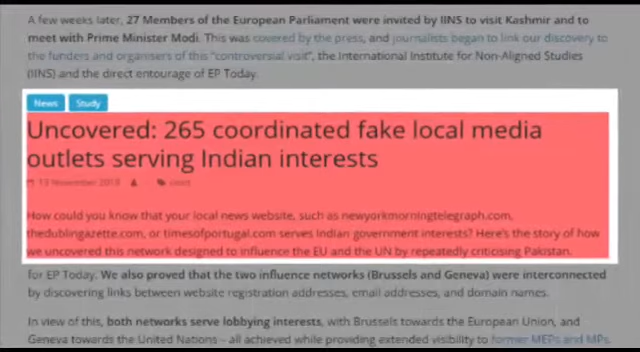 A few weeks later, 27 Members of the European Parliament were invited by IINS to visit Kashmir and to
meet with Prime Minister Modi. This was covered by the press, and journalists began to link our discovery to
the funders and organisers of this "controversial visit", the International Institute for Non-Aligned Studies
(IINS) and the direct entourage of EP Today.
News Study
Uncovered: 265 coordinated fake local media
outlets serving Indian interests
13 November 2019
How could you know that your local news website, such as newyorkmorningtelegraph.com,
thedublingazette.com, or timesofportugal.com serves Indian government interests? Here's the story of how
we uncovered this network designed to influence the EU and the UN by repeatedly criticising Pakistan.
for EP Today. We also proved that the two influence networks (Brussels and Geneva) were interconnected
by discovering links between website registration addresses, email addresses, and domain names.
In view of this, both networks serve lobbying interests, with Brussels towards the European Union, and
Geneva towards the United Nations – all achieved while providing extended visibility to former MEPs and MPs